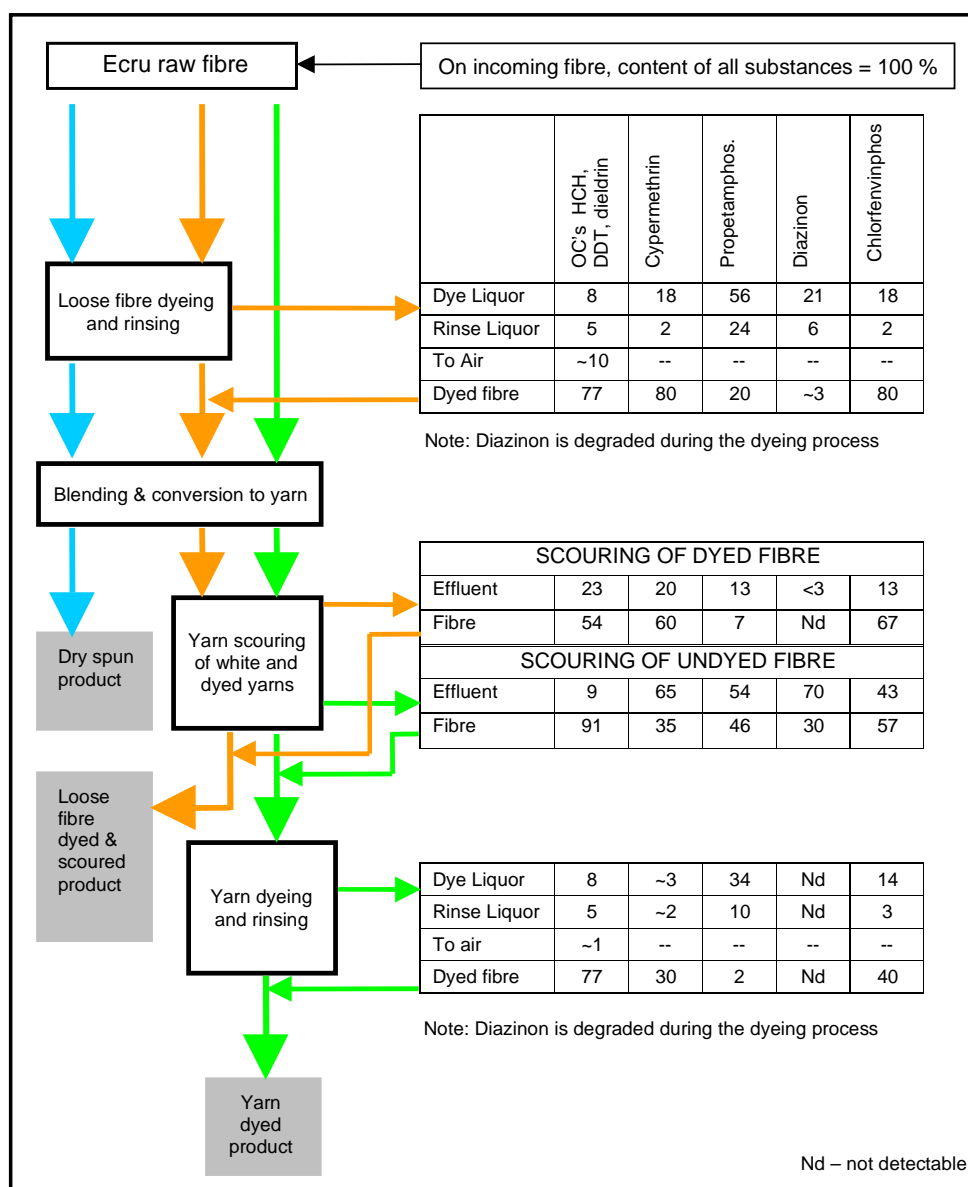 Ecru raw fibre
On incoming fibre, content of all substances = 100 %
OC's HCH,
DDT, dieldrin
Cypermethrin
Propetamphos.
Diazinon
Chlorfenvinphos
Loose fibre dyeing
and rinsing
Dye Liquor 8 18 56 21 18
Rinse Liquor 5 2 24 6 2
To Air ~10 -- -- -- --
Dyed fibre 77 80 20 ~3 80
Note: Diazinon is degraded during the dyeing process
Blending & conversion to yarn
SCOURING OF DYED FIBRE
Effluent 23 20 13 <3 13
Fibre 54 60 7 Nd 67
SCOURING OF UNDYED FIBRE
Effluent 9 65 54 70 43
Fibre 91 35 46 30 57
Dry spun
product
Yarn scouring
of white and
dyed yarns
Loose
fibre
dyed &
scoured
product
Yarn dyeing
and rinsing
Dye Liquor 8 ~3 34 Nd 14
Rinse Liquor 5 ~2 10 Nd 3
To air ~1 -- -- -- --
Dyed fibre 77 30 2 Nd 40
Note: Diazinon is degraded during the dyeing process
Yarn
dyed
product
Nd – not detectable